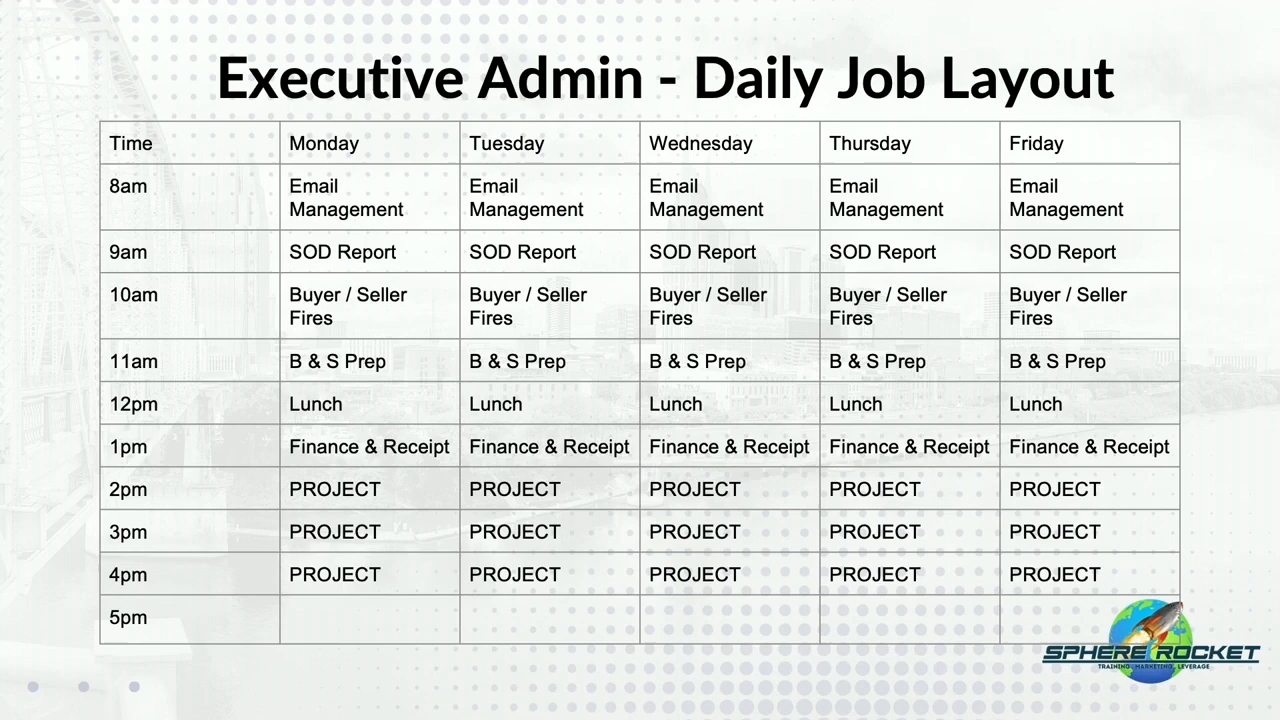 Executive Admin - Daily Job Layout
Time Monday Tuesday Wednesday Thursday Friday
8am Email Management Email Management Email Management Email Management Email Management
9am SOD Report SOD Report SOD Report SOD Report SOD Report
10am Buyer / Seller Fires Buyer / Seller Fires Buyer / Seller Fires Buyer / Seller Fires Buyer / Seller Fires
11am B & S Prep B & S Prep B & S Prep B & S Prep B & S Prep
12pm Lunch Lunch Lunch Lunch Lunch
1pm Finance & Receipt Finance & Receipt Finance & Receipt Finance & Receipt Finance & Receipt
2pm PROJECT PROJECT PROJECT PROJECT PROJECT
3pm PROJECT PROJECT PROJECT PROJECT PROJECT
4pm PROJECT PROJECT PROJECT PROJECT PROJECT
5pm
SPHERE ROCKET
TRAINING . MARKETING . LEVERAGE